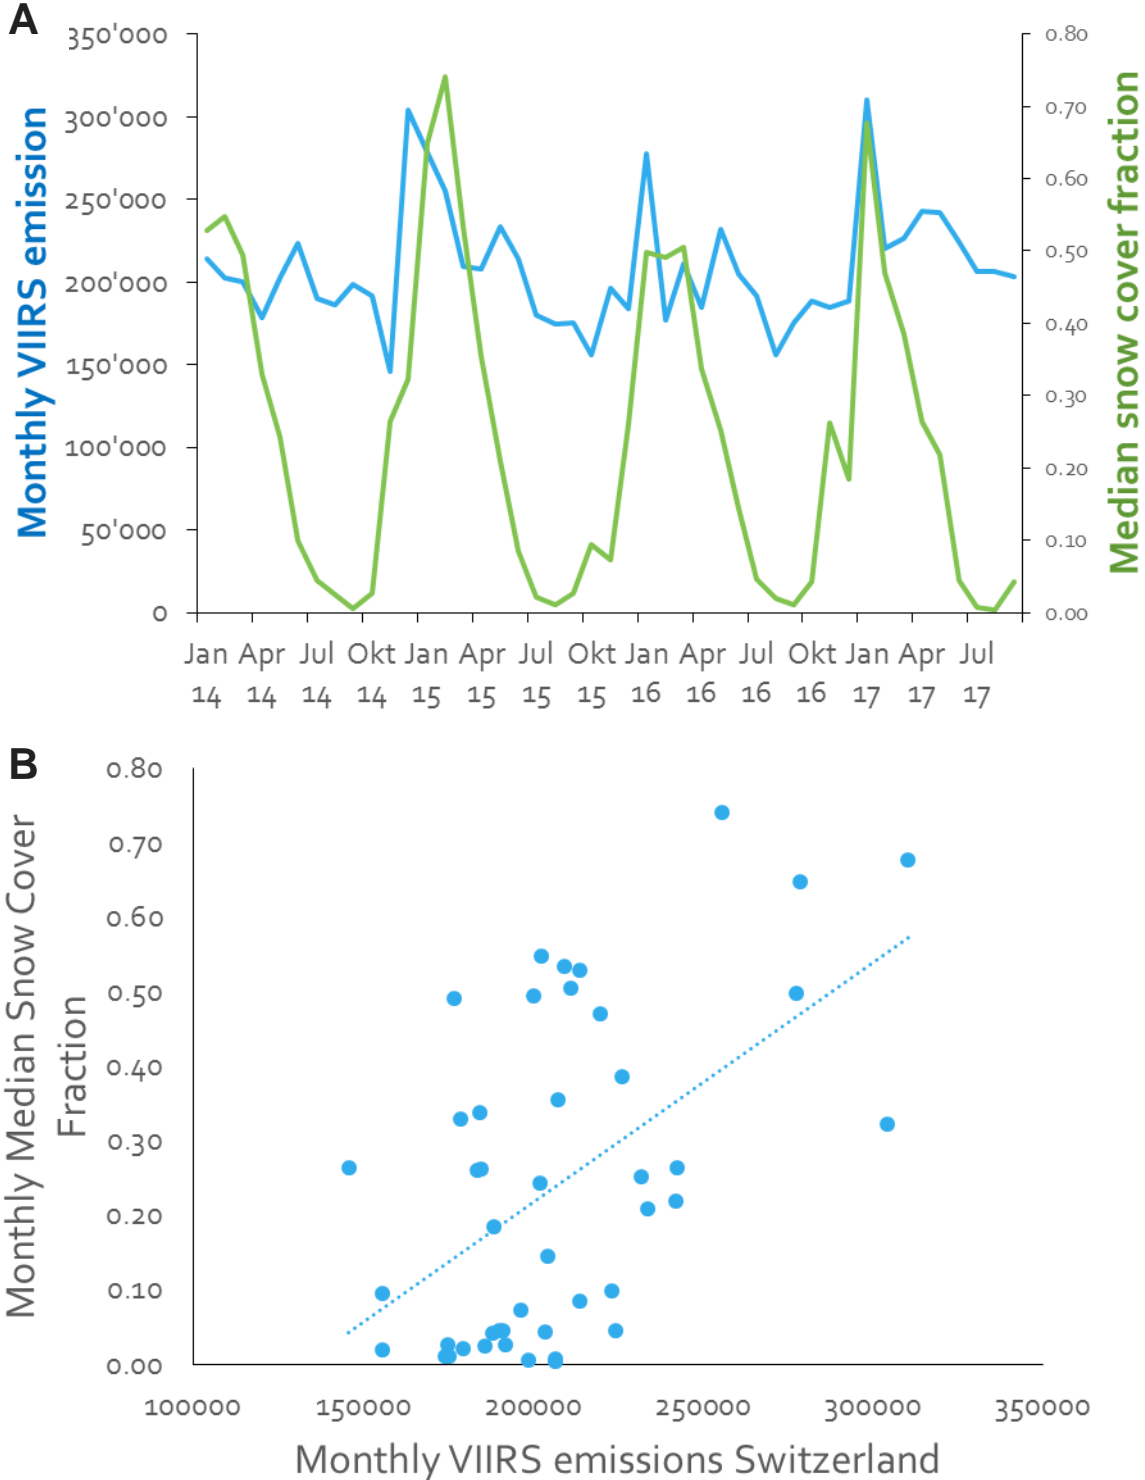 A
Monthly VIIRS emission
350'000
300'000
250'000
200'000
150'000
100'000
50'000
0
0.80
0.70
0.60
0.50
0.40
0.30
0.20
0.10
0.00
Median snow cover fraction
Jan Apr Jul Okt Jan Apr Jul Okt Jan Apr Jul Okt Jan Apr Jul
14 14 14 14 15 15 15 15 16 16 16 16 17 17 17
B
Monthly Median Snow Cover
Fraction
0.80
0.70
0.60
0.50
0.40
0.30
0.20
0.10
0.00
100000 150000 200000 250000 300000 350000
Monthly VIIRS emissions Switzerland